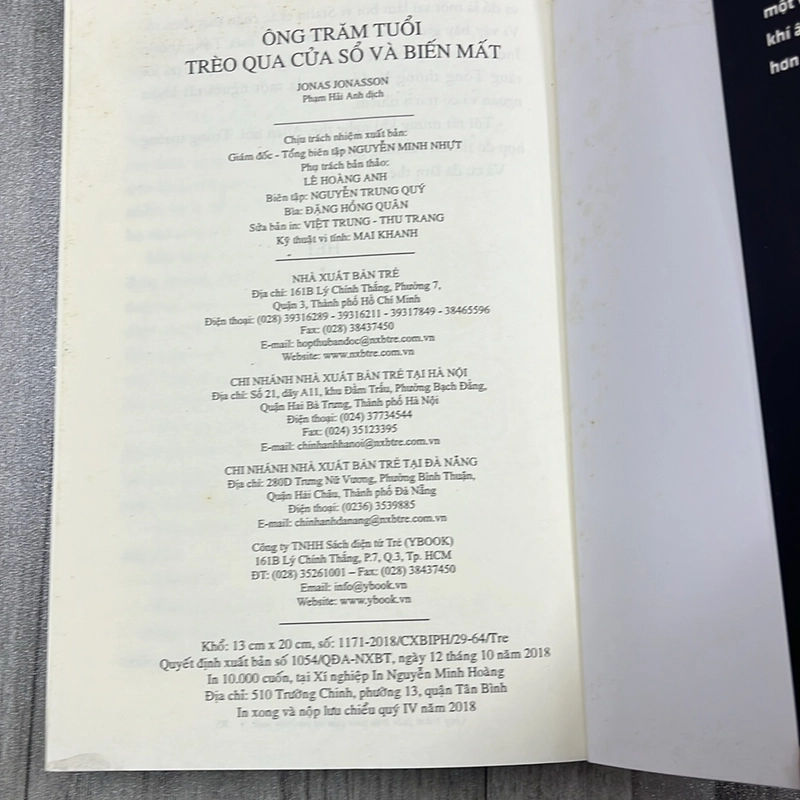 ÔNG TRĂM TUỔI
TRÈO QUA CỬA SỔ VÀ BIẾN MẤT
JONAS JONASSON
Phạm Hải Anh dịch
Chịu trách nhiệm xuất bản:
Giám đốc - Tổng biên tập NGUYỄN MINH NHỰT
Phụ trách bản thảo:
LÊ HOÀNG ANH
Biên tập: NGUYỄN TRUNG QUÝ
Bìa: ĐẶNG HỒNG QUÂN
Sửa bản in: VIỆT TRUNG - THU TRANG
Kỹ thuật vi tính: MAI KHANH
NHÀ XUẤT BẢN TRẺ
Địa chỉ: 161B Lý Chính Thắng, Phường 7,
Quận 3, Thành phố Hồ Chí Minh
Điện thoại: (028) 39316289 - 39316211 - 39317849 - 38465596
Fax: (028) 38437450
E-mail: hopthubandoc@nxbtre.com.vn
Website: www.nxbtre.com.vn
CHI NHÁNH NHÀ XUẤT BẢN TRẺ TẠI HÀ NỘI
Địa chỉ: Số 21, dãy A11, khu Đầm Trấu, Phường Bạch Đằng,
Quận Hai Bà Trưng, Thành phố Hà Nội
Điện thoại: (024) 37734544
Fax: (024) 35123395
E-mail: chinhanhhanoi@nxbtre.com.vn
CHI NHÁNH NHÀ XUẤT BẢN TRẺ TẠI ĐÀ NẴNG
Địa chỉ: 280D Trưng Nữ Vương, Phường Bình Thuận,
Quận Hải Châu, Thành phố Đà Nẵng
Điện thoại: (0236) 3539885
E-mail: chinhanhdanang@nxbtre.com.vn
Công ty TNHH Sách điện tử Trẻ (YBOOK)
161B Lý Chính Thắng, P.7, Q.3, Tp. HCM
ĐT: (028) 35261001 – Fax: (028) 38437450
Email: info@ybook.vn
Website: www.ybook.vn
Khổ: 13 cm x 20 cm, số: 1171-2018/CXBIPH/29-64/Tre
Quyết định xuất bản số 1054/QĐA-NXBT, ngày 12 tháng 10 năm 2018
In 10.000 cuốn, tại Xí nghiệp In Nguyễn Minh Hoàng
Địa chỉ: 510 Trường Chinh, phường 13, quận Tân Bình
In xong và nộp lưu chiểu quý IV năm 2018
một
khí
hơn